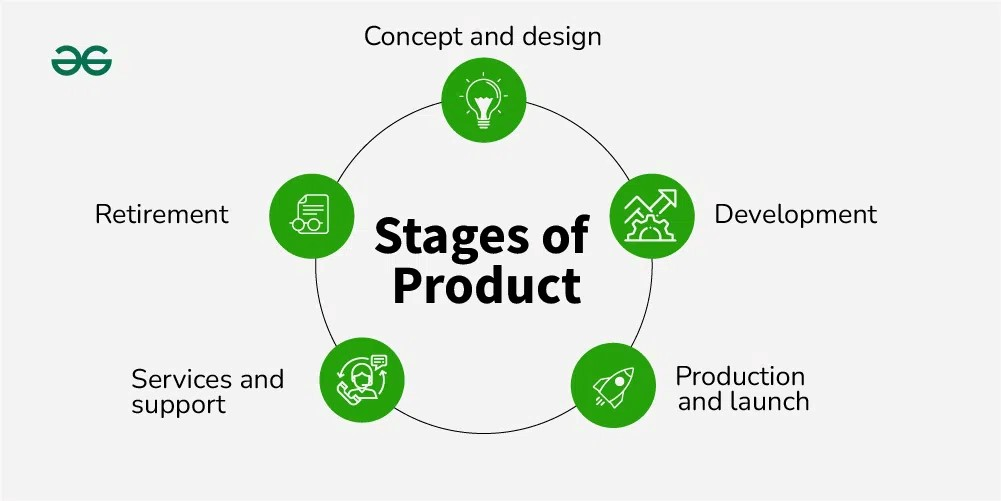 Concept and design
Retirement
Stages of
Product
Development
Services and
support
Production
and launch